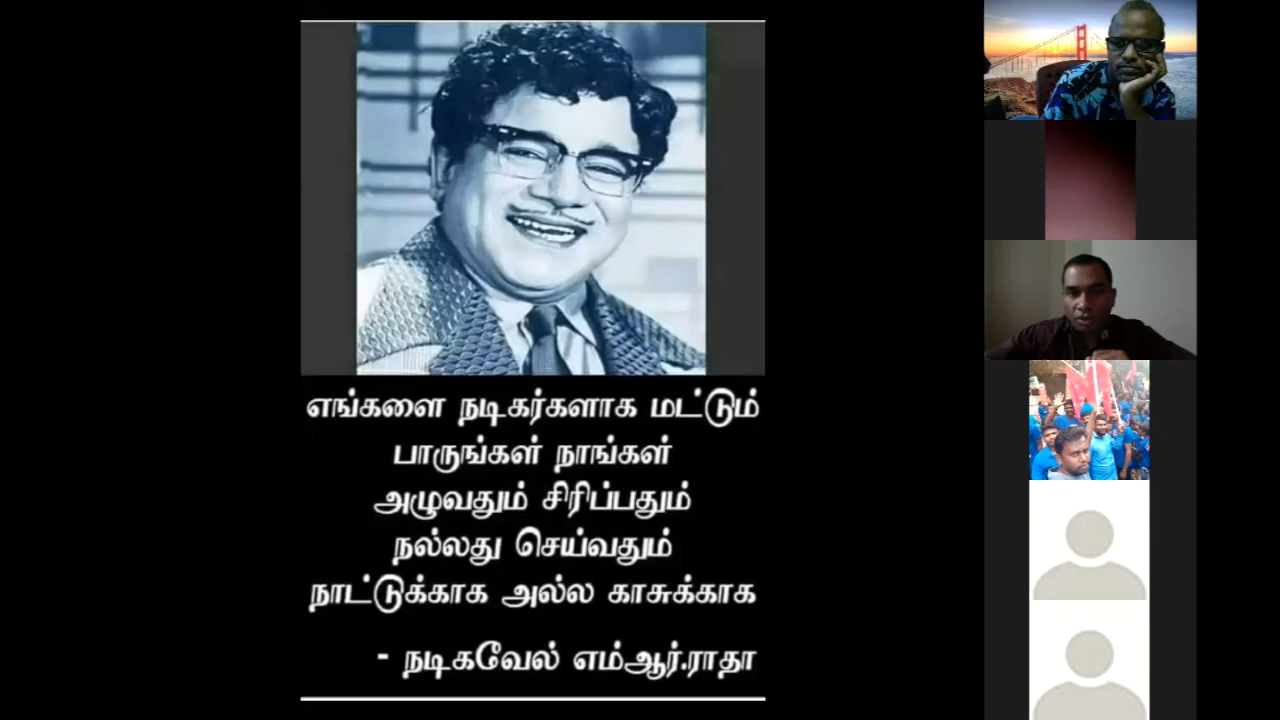 எங்களை நடிகர்களாக மட்டும்
பாருங்கள் நாங்கள்
அழுவதும் சிரிப்பதும்
நல்லது செய்வதும்
நாட்டுக்காக அல்ல காசுக்காக
- நடிகவேல் எம்ஆர்.ராதா